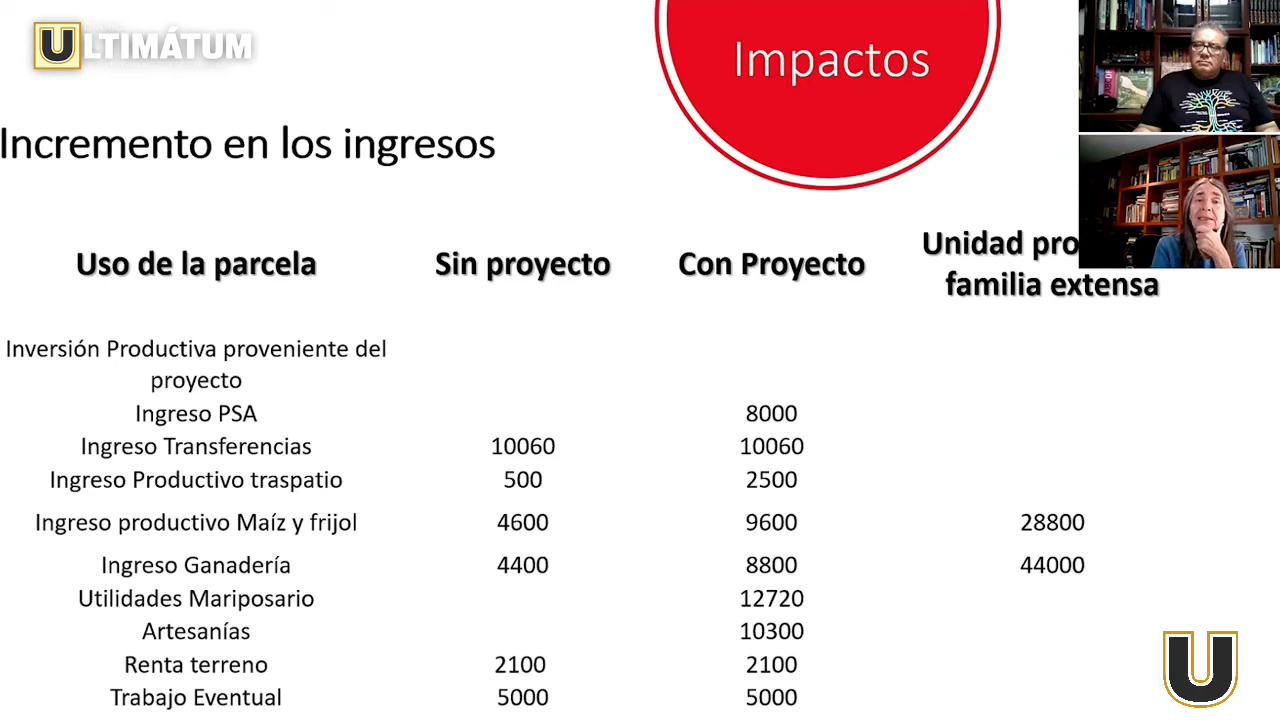 ULTIMÁTUM
Impactos
Incremento en los ingresos
Uso de la parcela Sin proyecto Con Proyecto Unidad
familia extensa
Inversión Productiva proveniente del
proyecto
Ingreso PSA 8000
Ingreso Transferencias 10060 10060
Ingreso Productivo traspatio 500 2500
Ingreso productivo Maíz y frijol 4600 9600 28800
Ingreso Ganadería 4400 8800 44000
Utilidades Mariposario 12720
Artesanías 10300
Renta terreno 2100 2100
Trabajo Eventual 5000 5000
U